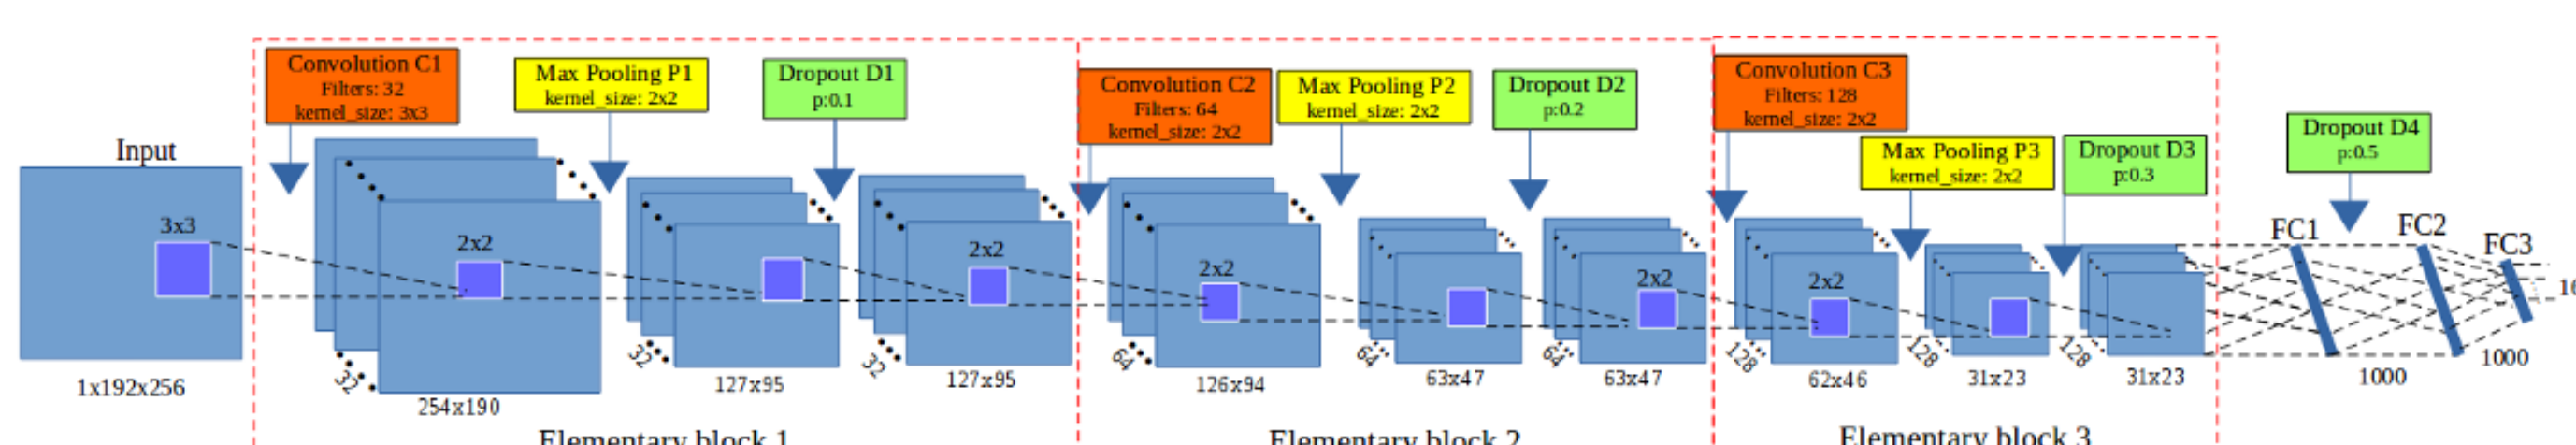 Input
3x3
1x192x256
Convolution C1
Filters: 32
kernel_size: 3x3
2x2
32
254x190
Max Pooling P1
kernel_size: 2x2
32
127x95
Dropout D1
p:0.1
2x2
32
127x95
Elementary block 1
Convolution C2
Filters: 64
kernel_size: 2x2
2x2
64
126x94
Max Pooling P2
kernel_size: 2x2
64
63x47
Dropout D2
p:0.2
2x2
64
63x47
Elementary block 2
Convolution C3
Filters: 128
kernel_size: 2x2
2x2
128
62x46
Max Pooling P3
kernel_size: 2x2
128
31x23
Dropout D3
p:0.3
128
31x23
Elementary block 3
Dropout D4
p:0.5
FC1
FC2
FC3
1000
1000